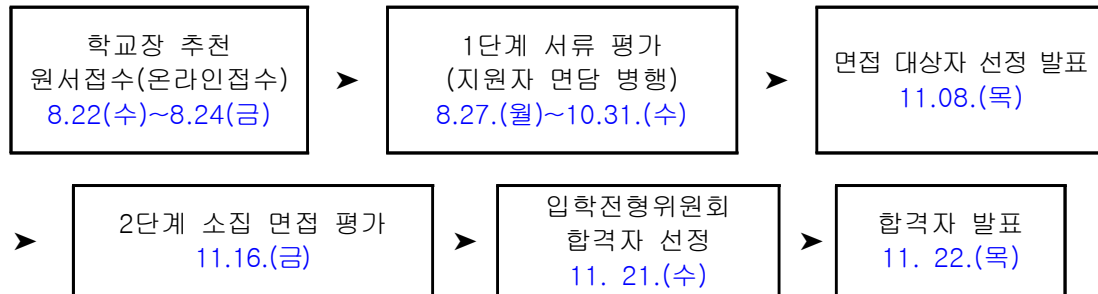 학교장 추천
원서접수(온라인접수)
8.22(수)~8.24(금)
➤
1단계 서류 평가
(지원자 면담 병행)
8.27.(월)~10.31.(수)
➤
면접 대상자 선정 발표
11.08.(목)
➤
2단계 소집 면접 평가
11.16.(금)
➤
입학전형위원회
합격자 선정
11. 21.(수)
➤
합격자 발표
11. 22.(목)